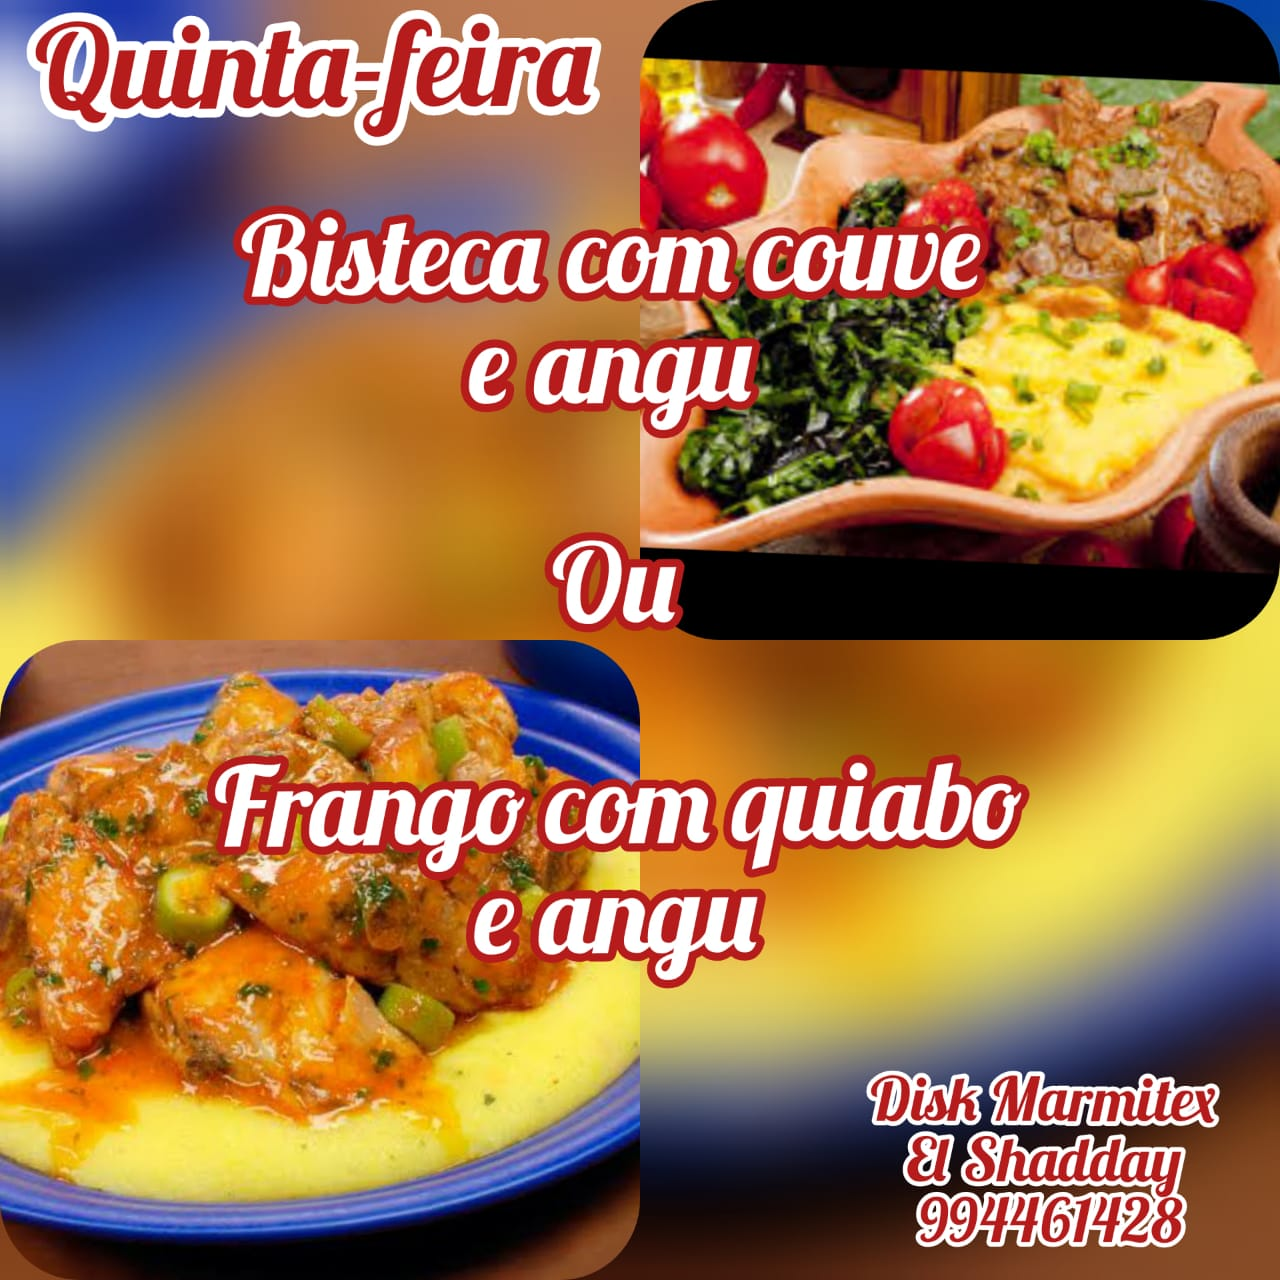 Quinta-feira
Bisteca com couve
e angu
Ou
Frango com quiabo
e angu
Disk Marmitex
El Shadday
994461428